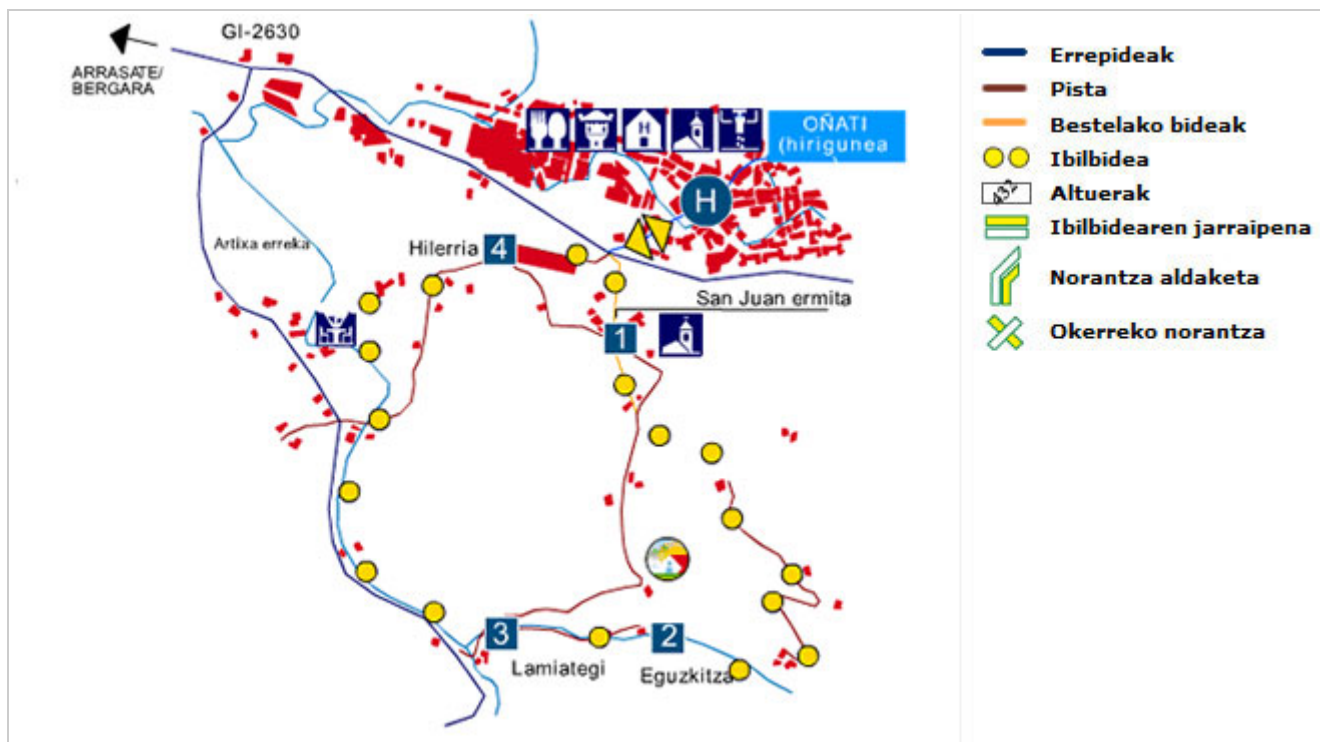 GI-2630
ARRASATE/
BERGARA
OÑATI
(hirigunea
H
H
Artixa erreka
Hilerria
4
San Juan ermita
1
3
2
Lamiategi
Eguzkitza
Errepideak
Pista
Bestelako bideak
Ibilbidea
Altuerak
Ibilbidearen jarraipena
Norantza aldaketa
Okerreko norantza